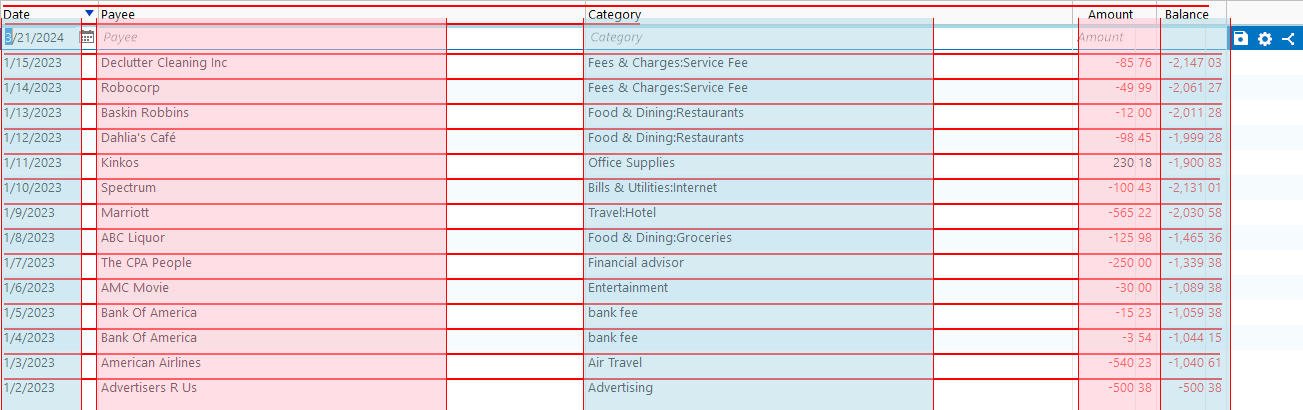 Date Payee Category Amount Balance
3/21/2024 Payee Category Amount
1/15/2023 Declutter Cleaning Inc Fees & Charges:Service Fee -85 76 -2,147 03
1/14/2023 Robocorp Fees & Charges:Service Fee -49 99 -2,061 27
1/13/2023 Baskin Robbins Food & Dining:Restaurants -12 00 -2,011 28
1/12/2023 Dahlia's Café Food & Dining:Restaurants -98 45 -1,999 28
1/11/2023 Kinkos Office Supplies 230 18 -1,900 83
1/10/2023 Spectrum Bills & Utilities:Internet -100 43 -2,131 01
1/9/2023 Marriott Travel:Hotel -565 22 -2,030 58
1/8/2023 ABC Liquor Food & Dining:Groceries -125 98 -1,465 36
1/7/2023 The CPA People Financial advisor -250 00 -1,339 38
1/6/2023 AMC Movie Entertainment -30 00 -1,089 38
1/5/2023 Bank Of America bank fee -15 23 -1,059 38
1/4/2023 Bank Of America bank fee -3 54 -1,044 15
1/3/2023 American Airlines Air Travel -540 23 -1,040 61
1/2/2023 Advertisers R Us Advertising -500 38 -500 38